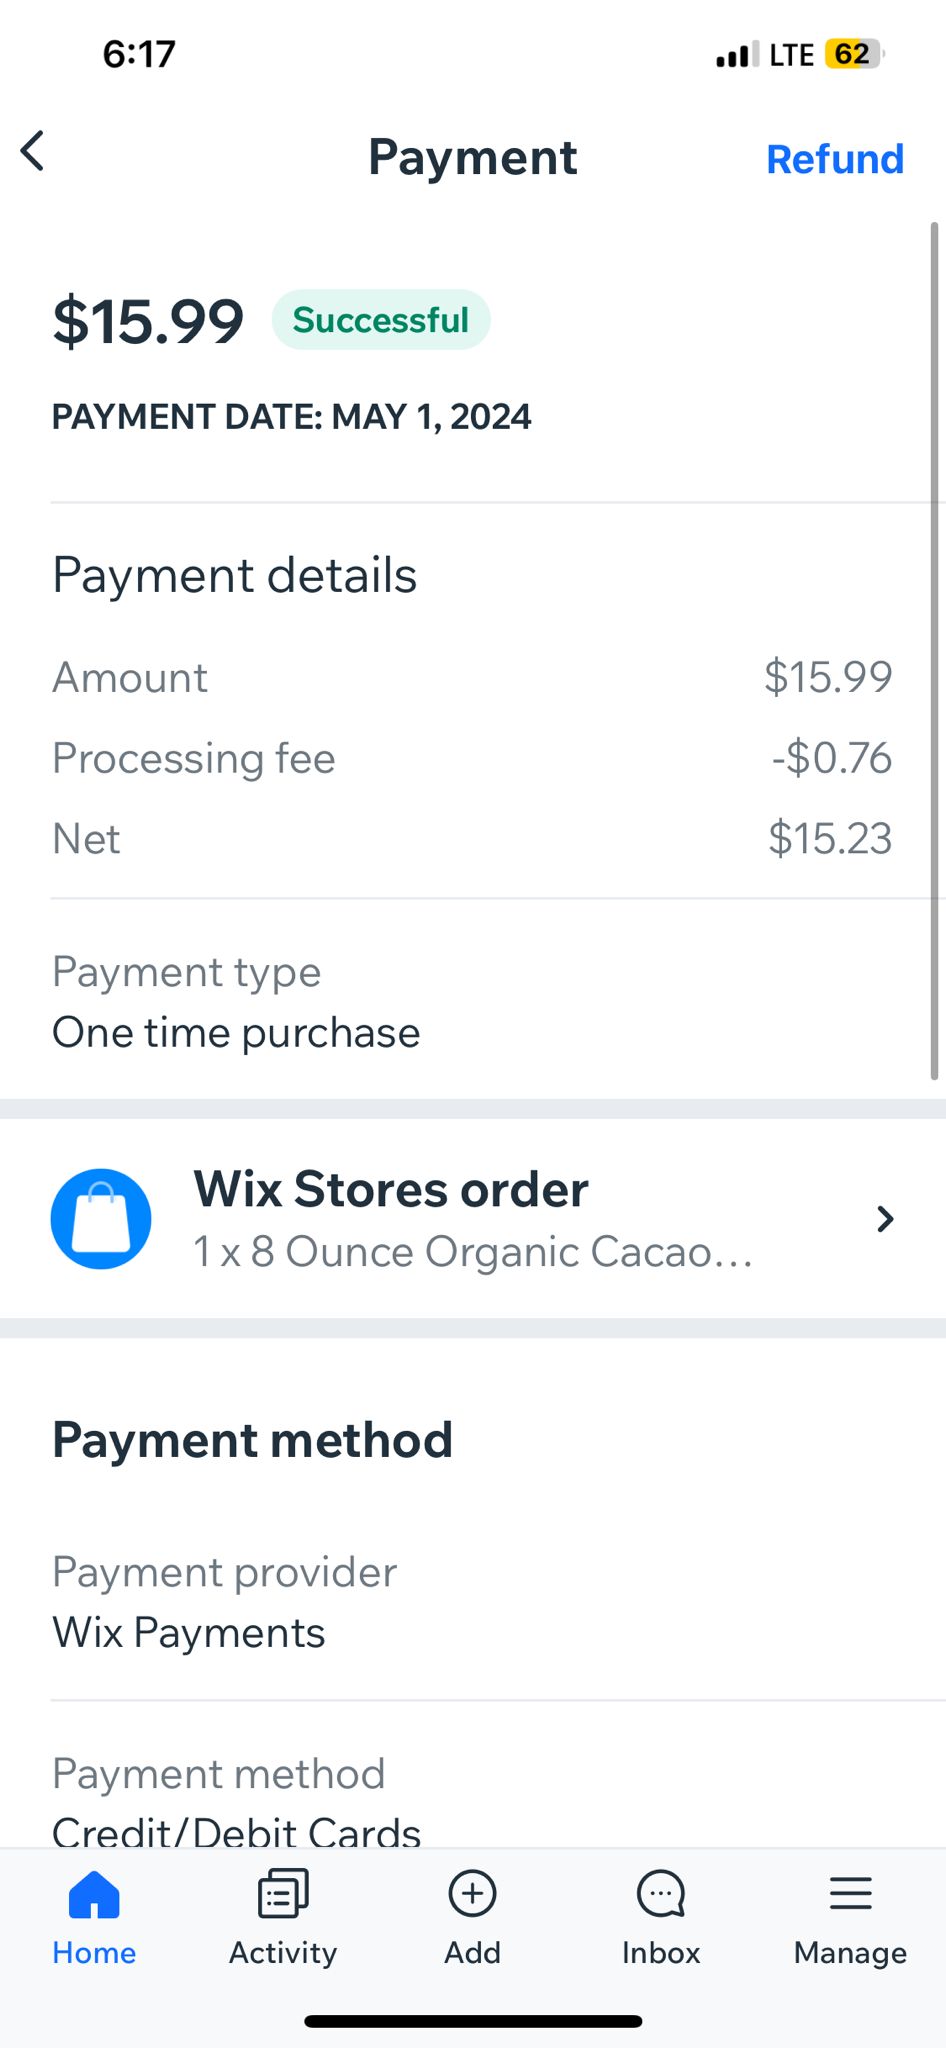 6:17
LTE 62
Payment
Refund
$15.99 Successful
PAYMENT DATE: MAY 1, 2024
Payment details
Amount $15.99
Processing fee -$0.76
Net $15.23
Payment type
One time purchase
Wix Stores order
1 x 8 Ounce Organic Cacao...
Payment method
Payment provider
Wix Payments
Payment method
Credit/Debit Cards
Home Activity Add Inbox Manage